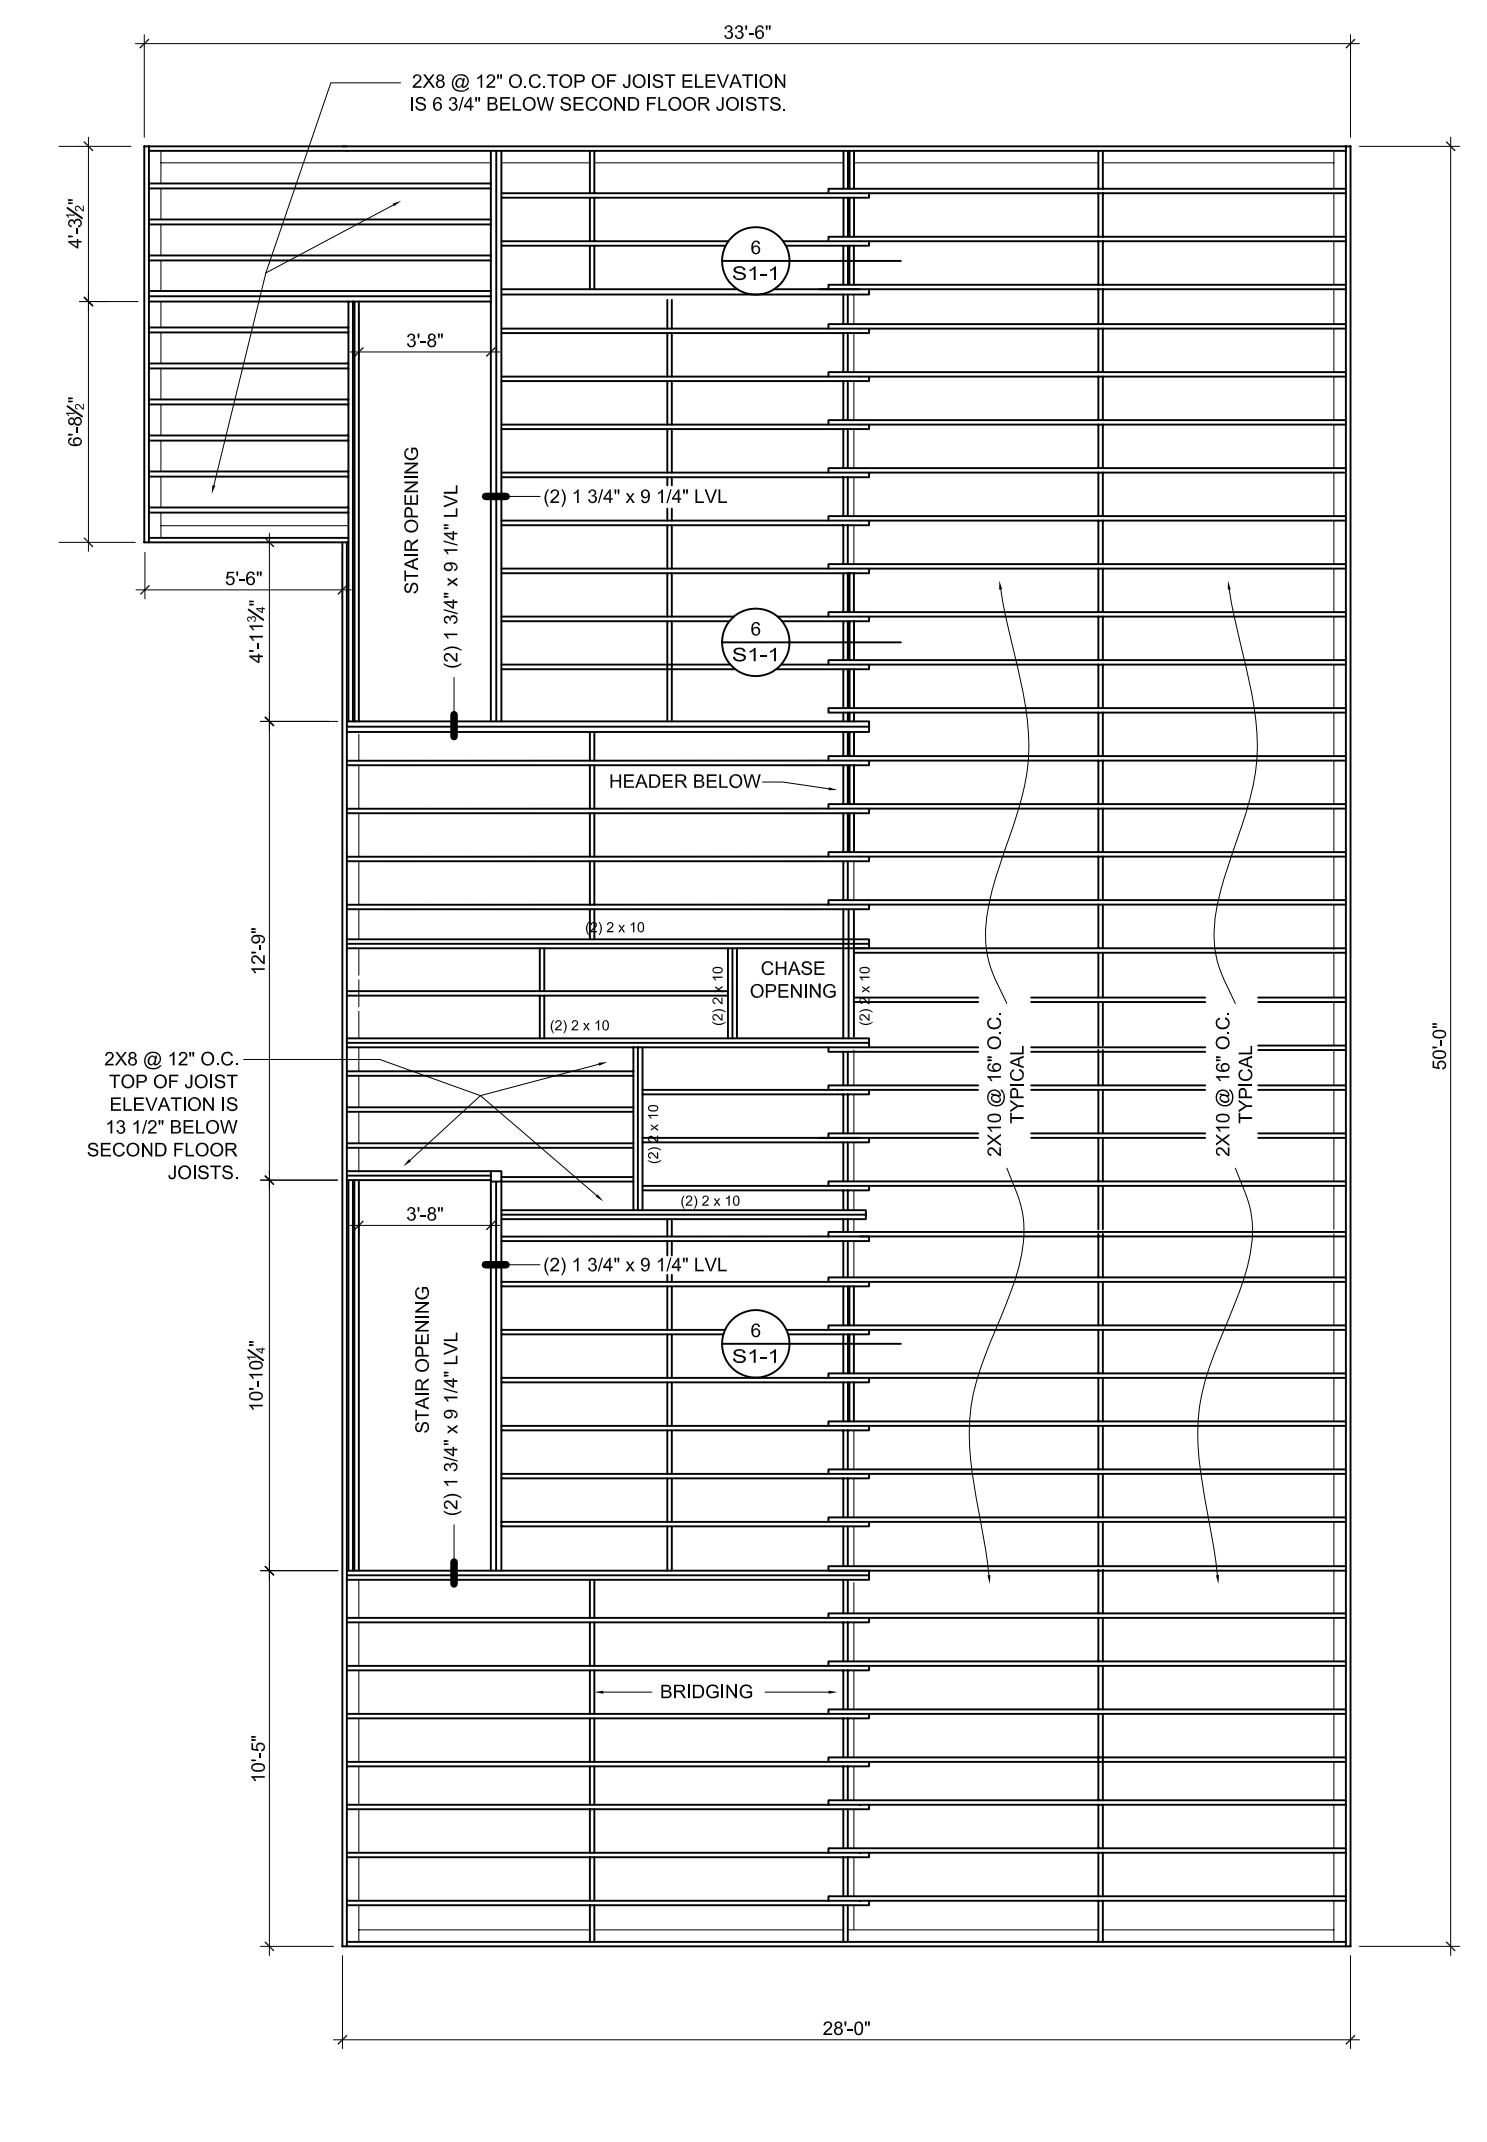 33'-6"
2X8 @ 12" O.C.TOP OF JOIST ELEVATION
IS 6 3/4" BELOW SECOND FLOOR JOISTS.
4'-3½"
6
S1-1
3'-8"
6'-8½"
STAIR OPENING
(2) 1 3/4" x 9 1/4" LVL
(2) 1 3/4" x 9 1/4" LVL
5'-6"
4'-11¾"
6
S1-1
HEADER BELOW
12'-9"
(2) 2 x 10
CHASE
OPENING
(2) 2 x 10
(2) 2 x 10
(2) 2 x 10
2X10 @ 16" O.C.
TYPICAL
2X10 @ 16" O.C.
TYPICAL
50'-0"
2X8 @ 12" O.C.
TOP OF JOIST
ELEVATION IS
13 1/2" BELOW
SECOND FLOOR
JOISTS.
(2) 2 x 10
(2) 2 x 10
3'-8"
(2) 1 3/4" x 9 1/4" LVL
STAIR OPENING
(2) 1 3/4" x 9 1/4" LVL
6
S1-1
10'-10¼"
BRIDGING
10'-5"
28'-0"